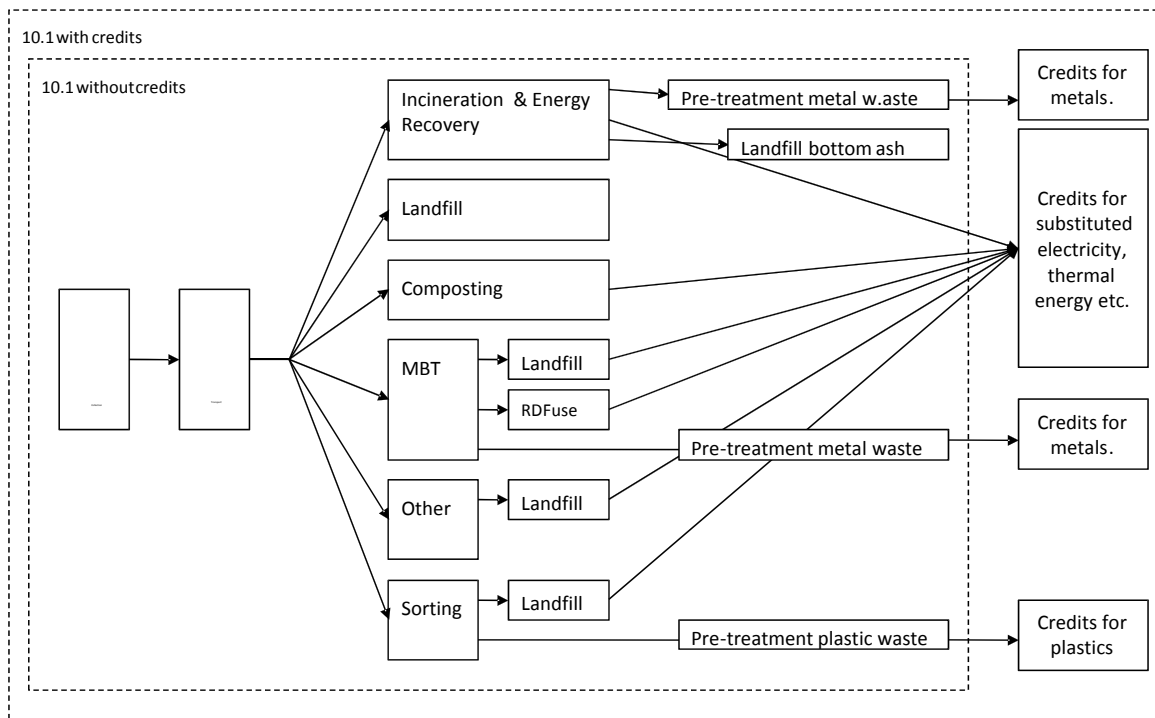 10.1 with credits
10.1 without credits
Incineration & Energy
Recovery
Pre-treatment metal w.aste
Credits for
metals.
Landfill bottom ash
Landfill
Credits for
substituted
electricity,
thermal
energy etc.
Composting
MBT
Landfill
RDFuse
Pre-treatment metal waste
Credits for
metals.
Other
Landfill
Sorting
Landfill
Pre-treatment plastic waste
Credits for
plastics